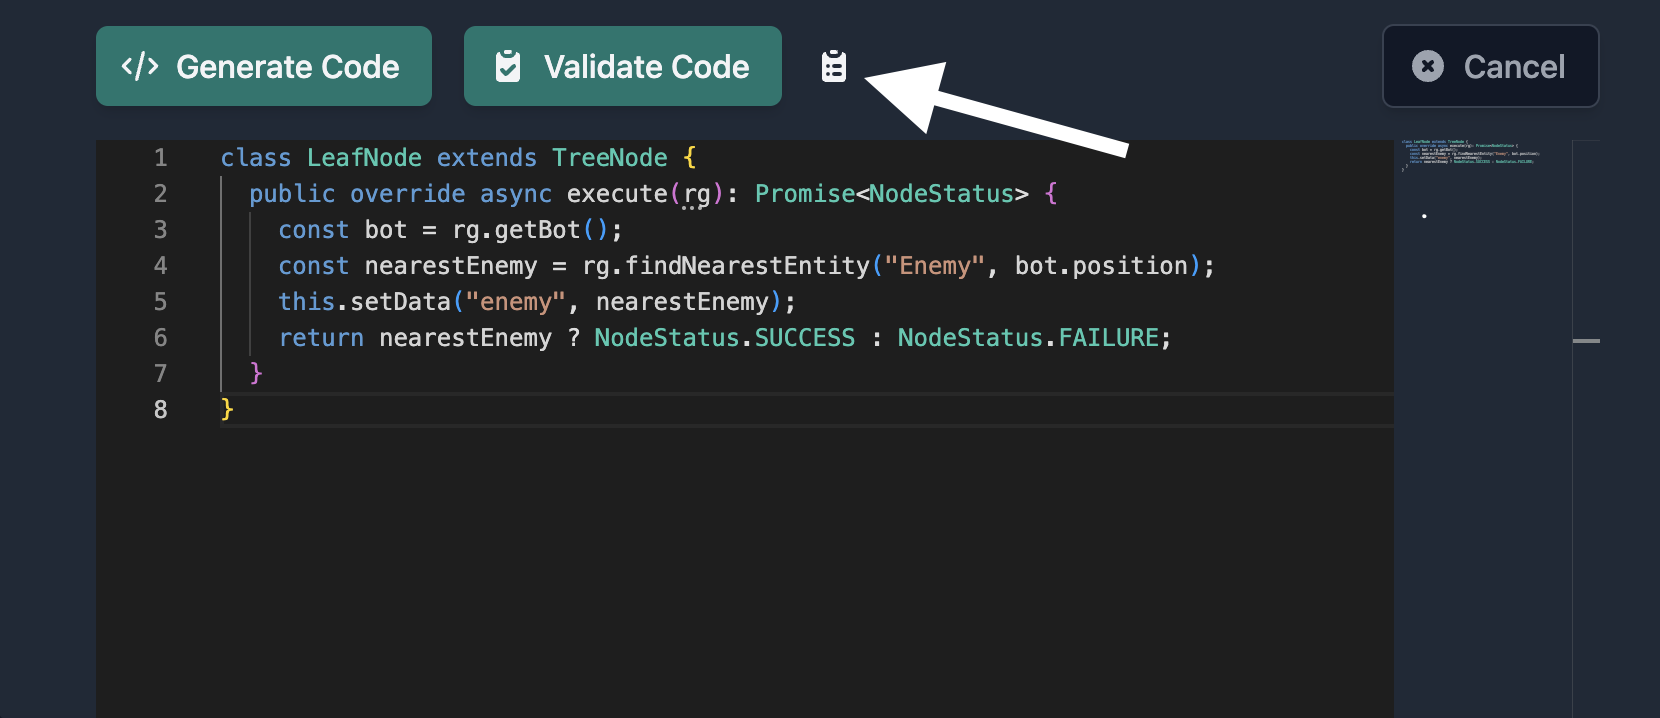 Generate Code
Validate Code
Cancel
1 class LeafNode extends TreeNode {
2 public override async execute(rg): Promise<NodeStatus> {
3 const bot = rg.getBot();
4 const nearestEnemy = rg.findNearestEntity("Enemy", bot.position);
5 this.setData("enemy", nearestEnemy);
6 return nearestEnemy ? NodeStatus.SUCCESS : NodeStatus.FAILURE;
7 }
8 }